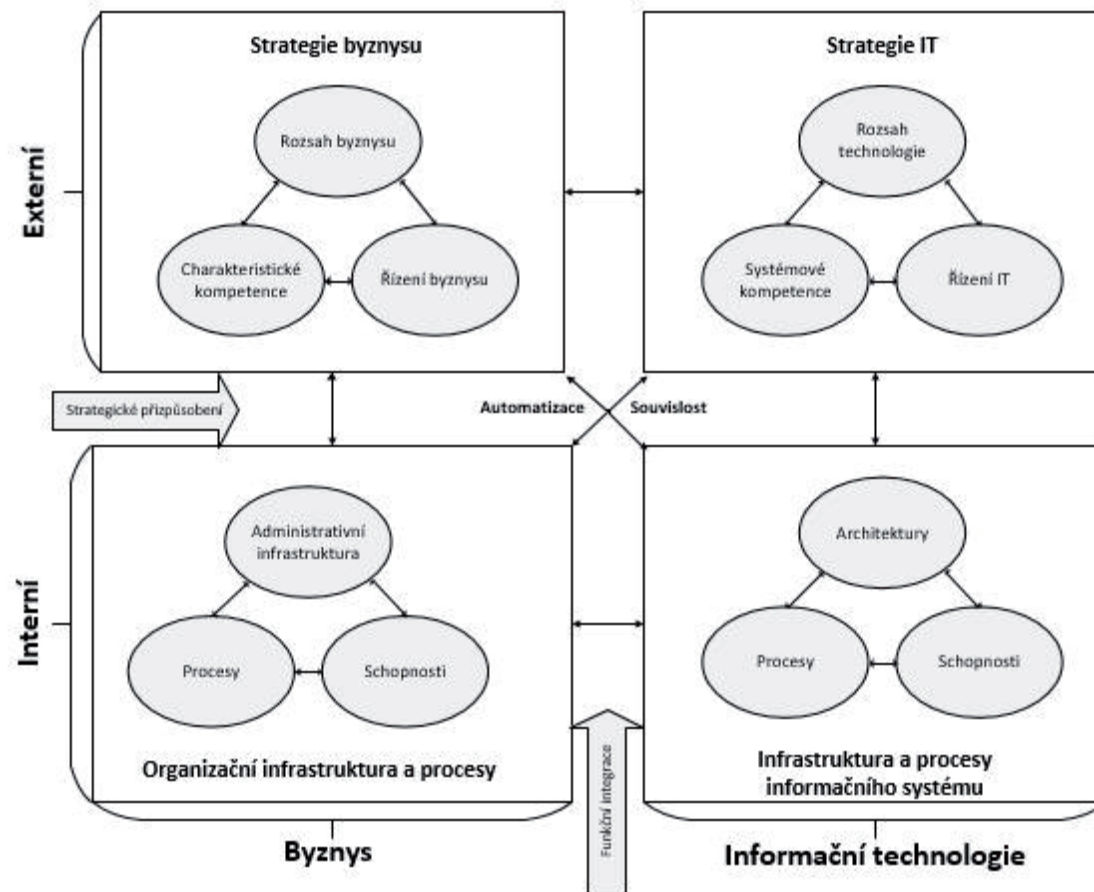 Strategie byznysu
Strategie IT
Externí
Rozsah byznysu
Charakteristické
kompetence
Řízení byznysu
Rozsah
technologie
Systémové
kompetence
Řízení IT
Strategické přizpůsobení
Automatizace
Souvislost
Interní
Administrativní
infrastruktura
Procesy
Schopnosti
Organizační infrastruktura a procesy
Architektury
Procesy
Schopnosti
Infrastruktura a procesy
informačního systému
Funkční integrace
Byznys
Informační technologie